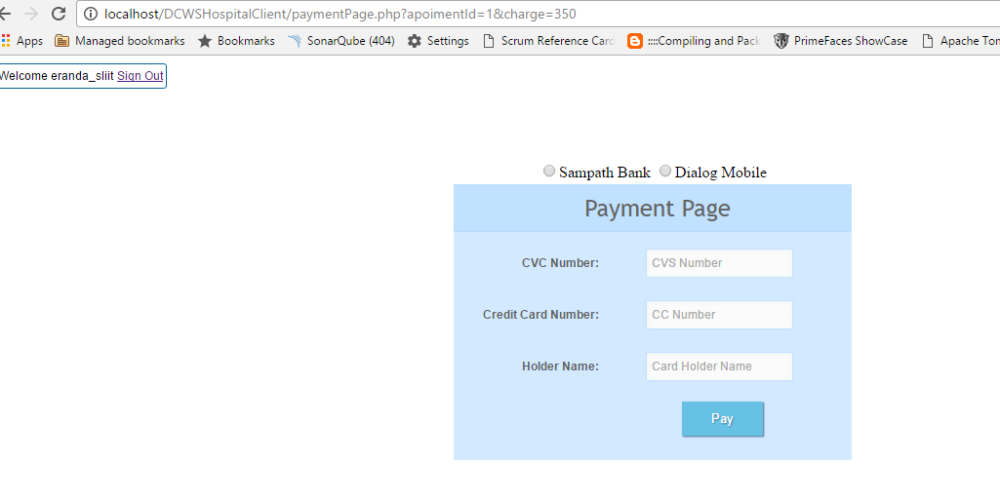 localhost/DCWSHospitalClient/paymentPage.php?apoimentId=1&charge=350
Apps Managed bookmarks Bookmarks SonarQube (404) Settings Scrum Reference Card ::::Compiling and Pack PrimeFaces ShowCase Apache Tom
Welcome eranda_sliit Sign Out
Sampath Bank Dialog Mobile
Payment Page
CVC Number: CVS Number
Credit Card Number: CC Number
Holder Name: Card Holder Name
Pay